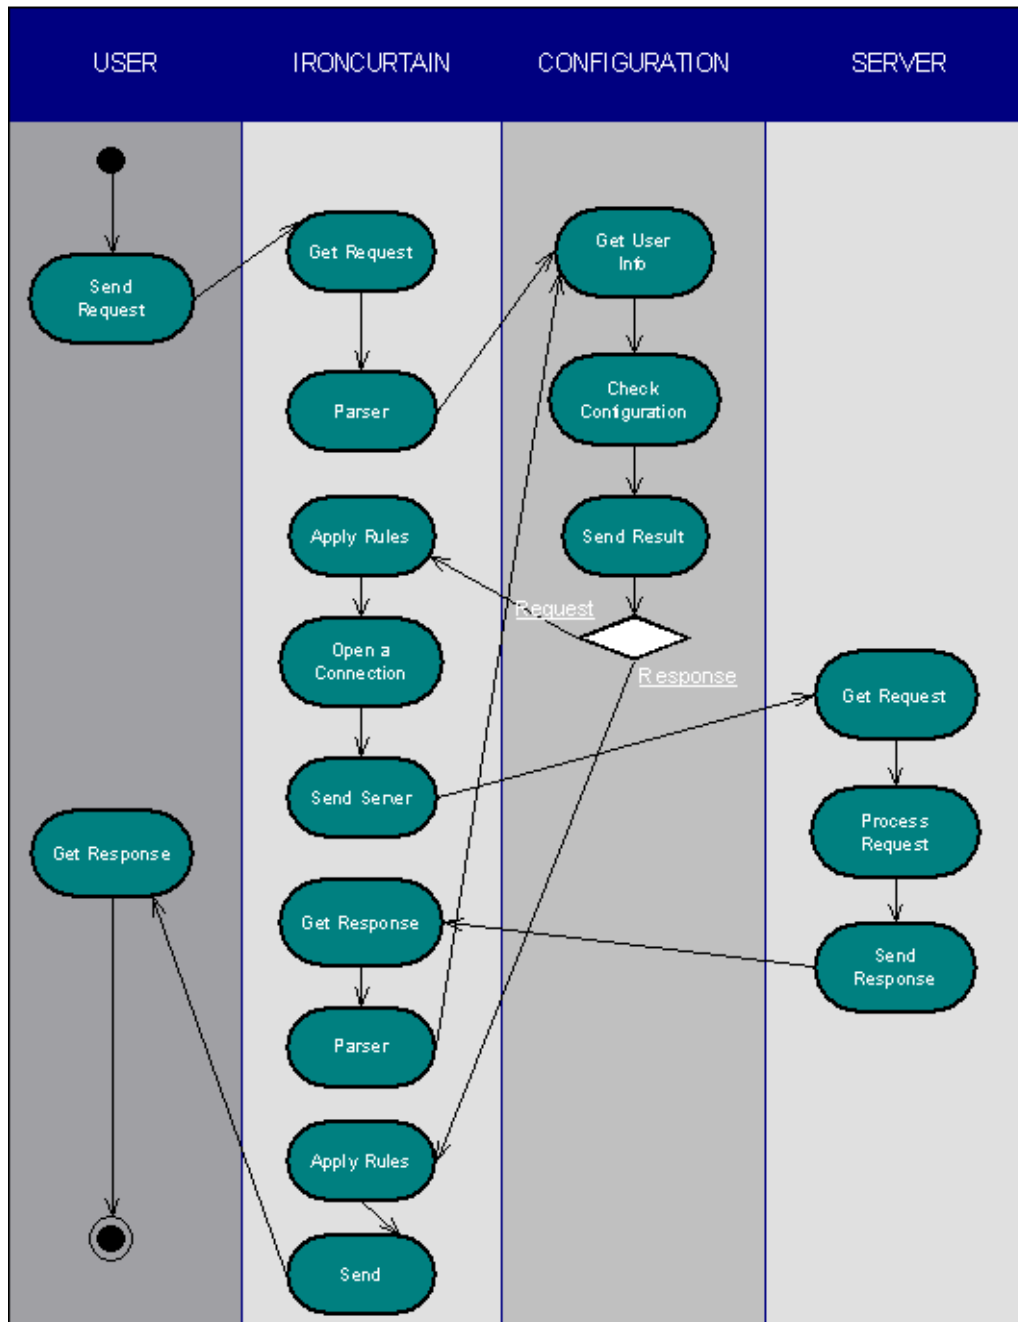 USER
IRONCURTAIN
CONFIGURATION
SERVER
Send
Request
Get Request
Get User
Info
Parser
Check
Configuration
Apply Rules
Send Result
Request
Open a
Connection
Response
Get Request
Send Server
Process
Request
Get Response
Get Response
Send
Response
Parser
Apply Rules
Send